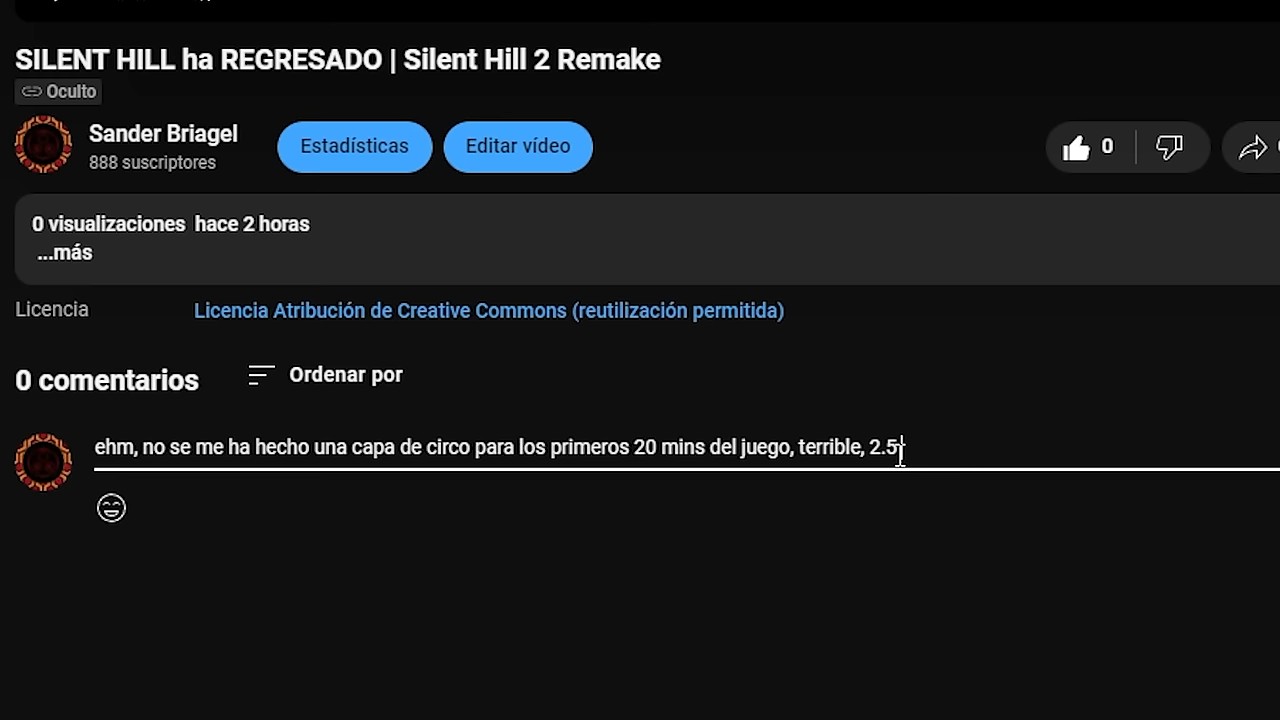 SILENT HILL ha REGRESADO | Silent Hill 2 Remake
Oculto
Sander Briagel
888 suscriptores
Estadísticas
Editar vídeo
0
0 visualizaciones hace 2 horas
...más
Licencia
Licencia Atribución de Creative Commons (reutilización permitida)
0 comentarios
Ordenar por
ehm, no se me ha hecho una capa de circo para los primeros 20 mins del juego, terrible, 2.5